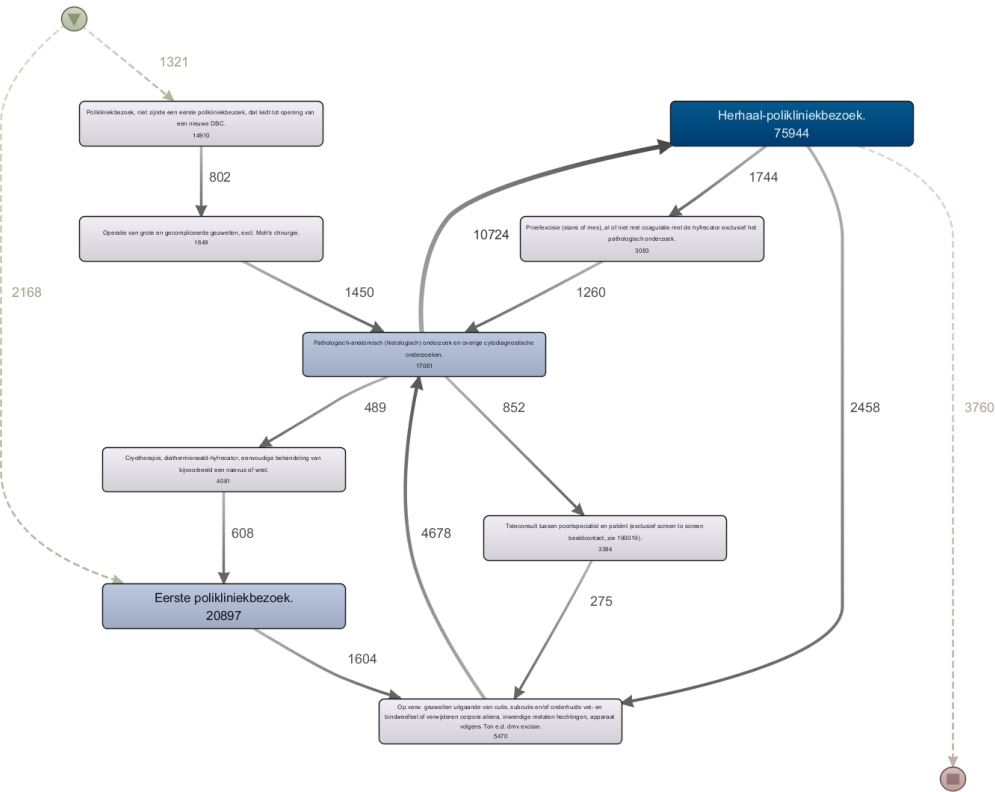 1321
Polikliniekbezoek, niet zijnde een eerste polikliniekbezoek, dat leidt tot opening van
een nieuwe DBC.
14910
Herhaal-polikliniekbezoek.
75944
802
1744
Operatie van grote en gecompliceerde gezwellen, excl. Moh's chirurgie.
1649
10724
Proefexcisie (stans of mes), al of niet met coagulatie met de hyfrecator exclusief het
pathologisch onderzoek.
3083
2168
1450
1260
Pathologisch-anatomisch (histologisch) onderzoek en overige cytodiagnostische
onderzoeken.
17061
489
852
2458
3760
Cryotherapie, diathermienaald-hyfrecator, eenvoudige behandeling van
bijvoorbeeld een naevus of wrat.
4081
608
4678
Teleconsult tussen poortspecialist en patiënt (exclusief screen to screen
beeldcontact, zie 190019).
3384
Eerste polikliniekbezoek.
20897
275
1604
Op.verw. gezwellen uitgaande van cutis, subcutis en/of onderhuids vet- en
bindweefsel of verwijderen corpora aliena, inwendige metalen hechtingen, apparaat
volgens Ton e.d. dmv excisie.
5470